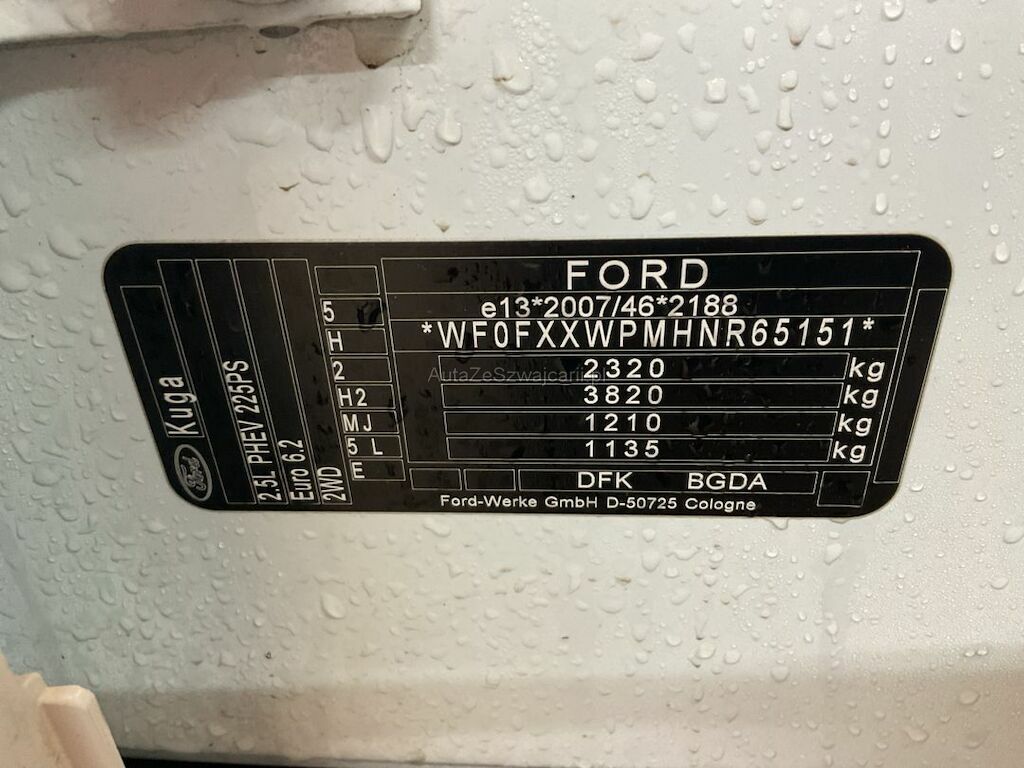 FORD
e13*2007/46*2188
*WF0FXXWPMHNR65151*
2320 kg
3820 kg
1210 kg
1135 kg
DFK BGDA
Ford-Werke GmbH D-50725 Cologne
5
H
2
H2
MJ
5 L
E
Ford Kuga
2.5L PHEV 225PS
Euro 6.2
2WD
AutaZeSzwajcarii.pl